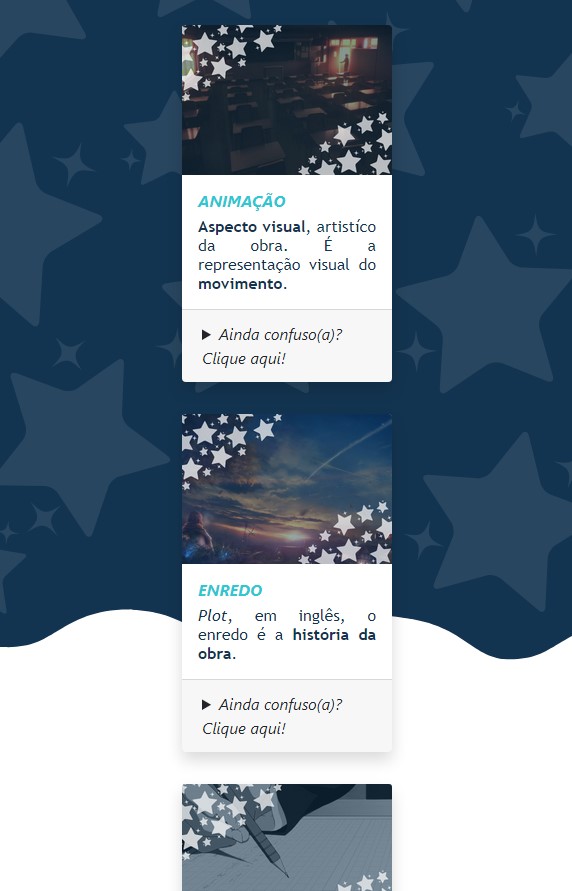 ANIMAÇÃO
Aspecto visual, artistíco
da obra. É a
representação visual do
movimento.
▶ Ainda confuso(a)?
Clique aqui!
ENREDO
Plot, em inglês, o
enredo é a história da
obra.
▶ Ainda confuso(a)?
Clique aqui!